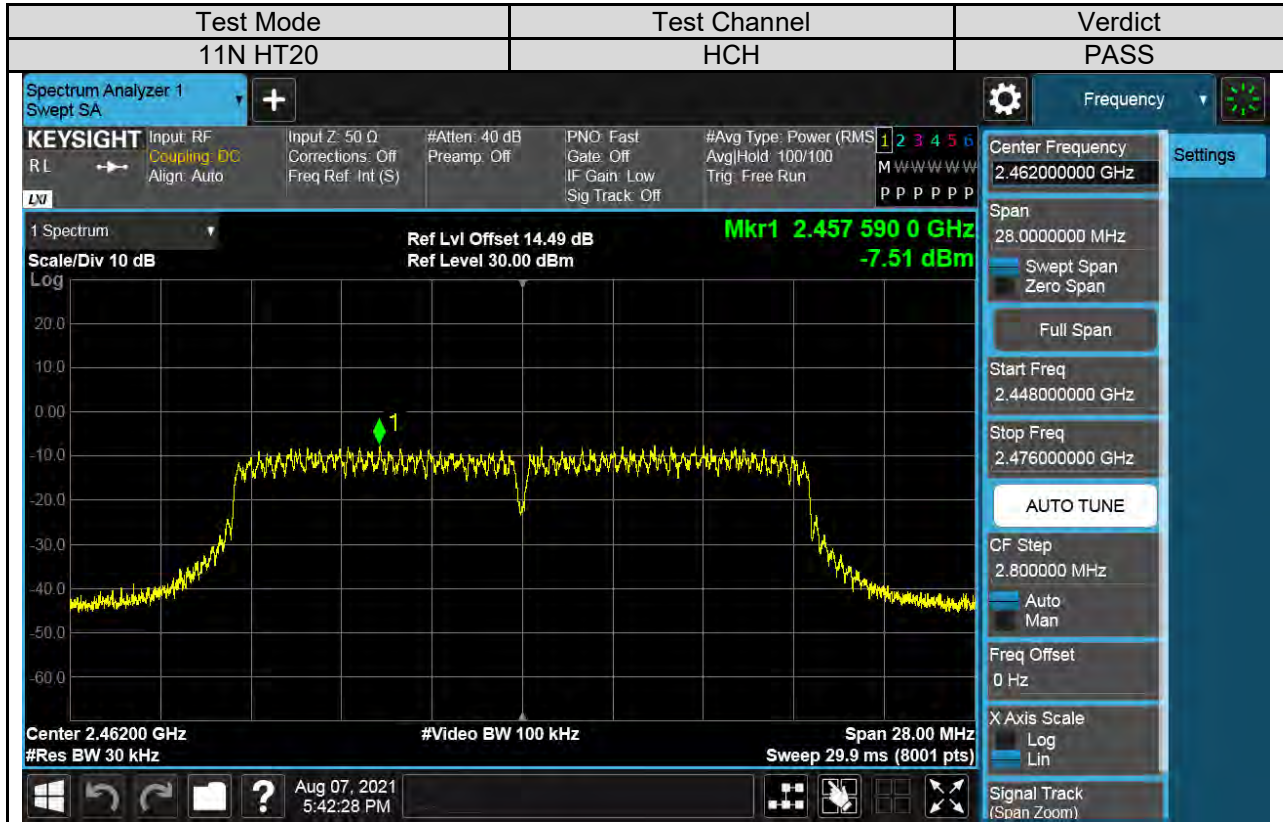 Test Mode Test Channel Verdict
11N HT20 HCH PASS
Spectrum Analyzer 1
Swept SA
+
Frequency
KEYSIGHT Input: RF Input Z: 50 Ω #Atten: 40 dB PNO: Fast #Avg Type: Power (RMS 1 2 3 4 5 6
RL Coupling: DC Corrections: Off Preamp: Off Gate: Off Avg|Hold: 100/100 M W W W W W
Align: Auto Freq Ref: Int (S) IF Gain: Low Trig: Free Run
LXI Sig Track: Off P P P P P P
1 Spectrum
Ref Lvl Offset 14.49 dB Mkr1 2.457 590 0 GHz
Scale/Div 10 dB Ref Level 30.00 dBm -7.51 dBm
Log
20.0
10.0
0.00
1
-10.0
-20.0
-30.0
-40.0
-50.0
-60.0
Center 2.46200 GHz #Video BW 100 kHz Span 28.00 MHz
#Res BW 30 kHz Sweep 29.9 ms (8001 pts)
Center Frequency
2.462000000 GHz
Settings
Span
28.0000000 MHz
Swept Span
Zero Span
Full Span
Start Freq
2.448000000 GHz
Stop Freq
2.476000000 GHz
AUTO TUNE
CF Step
2.800000 MHz
Auto
Man
Freq Offset
0 Hz
X Axis Scale
Log
Lin
Signal Track
(Span Zoom)
? Aug 07, 2021
5:42:28 PM